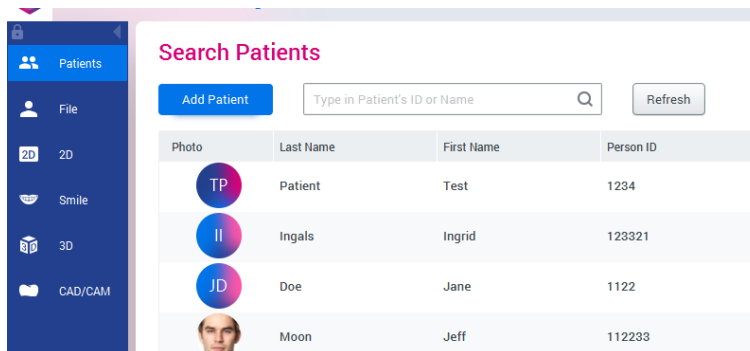 Search Patients
Patients
File
2D 2D
Smile
3D 3D
CAD/CAM
Add Patient
Type in Patient's ID or Name
Refresh
Photo Last Name First Name Person ID
TP Patient Test 1234
II Ingals Ingrid 123321
JD Doe Jane 1122
Moon Jeff 112233